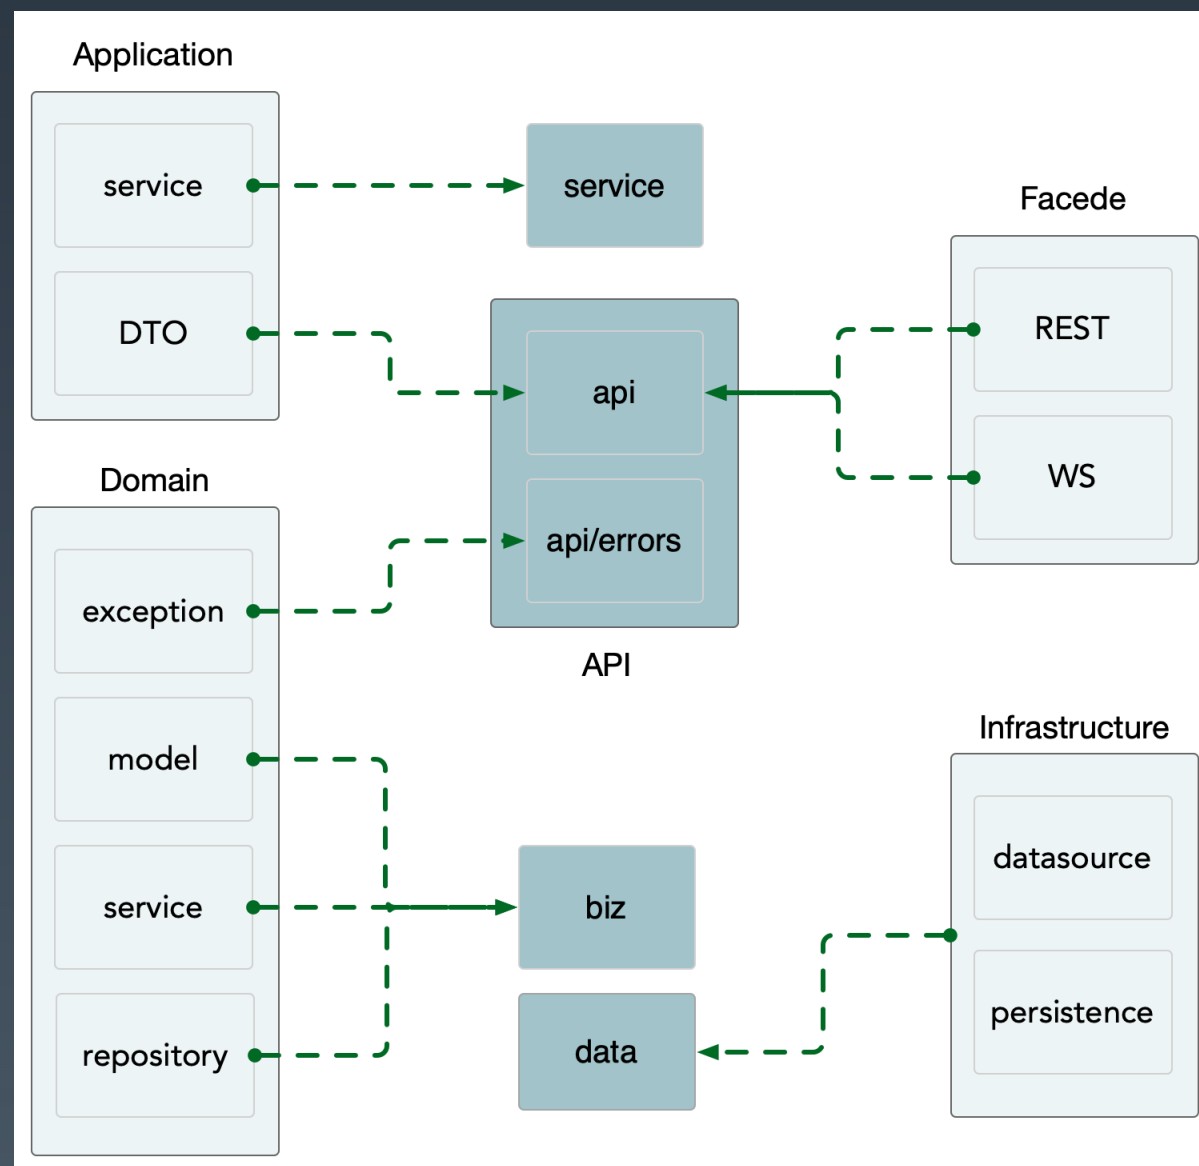 Application
service
DTO
service
Facede
REST
WS
api
api/errors
API
Domain
exception
model
service
repository
biz
data
Infrastructure
datasource
persistence